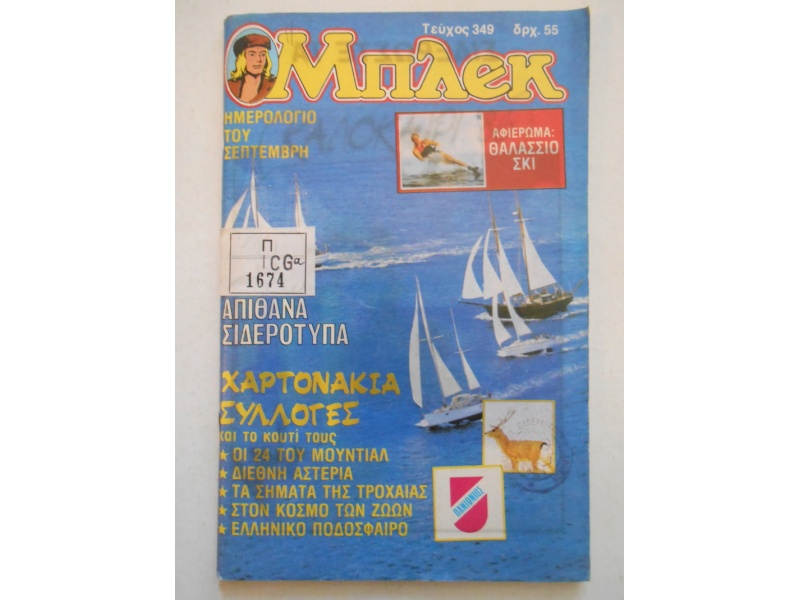 Τεύχος 349 δρχ. 55
ΜΠλεκ
ΗΜΕΡΟΛΟΓΙΟ
ΤΟΥ
ΣΕΠΤΕΜΒΡΗ
ΑΦΙΕΡΩΜΑ:
ΘΑΛΑΣΣΙΟ
ΣΚΙ
Π
ICGα
1674
ΑΠΙΘΑΝΑ
ΣΙΔΕΡΟΤΥΠΑ
ΧΑΡΤΟΝΑΚΙΑ
ΣΥΛΛΟΓΕΣ
και το κουτί τους
★ ΟΙ 24 ΤΟΥ ΜΟΥΝΤΙΑΛ
★ ΔΙΕΘΝΗ ΑΣΤΕΡΙΑ
★ ΤΑ ΣΗΜΑΤΑ ΤΗΣ ΤΡΟΧΑΙΑΣ
★ ΣΤΟΝ ΚΟΣΜΟ ΤΩΝ ΖΩΩΝ
★ ΕΛΛΗΝΙΚΟ ΠΟΔΟΣΦΑΙΡΟ
ΠΑΝΙΩΝΙΟΣ